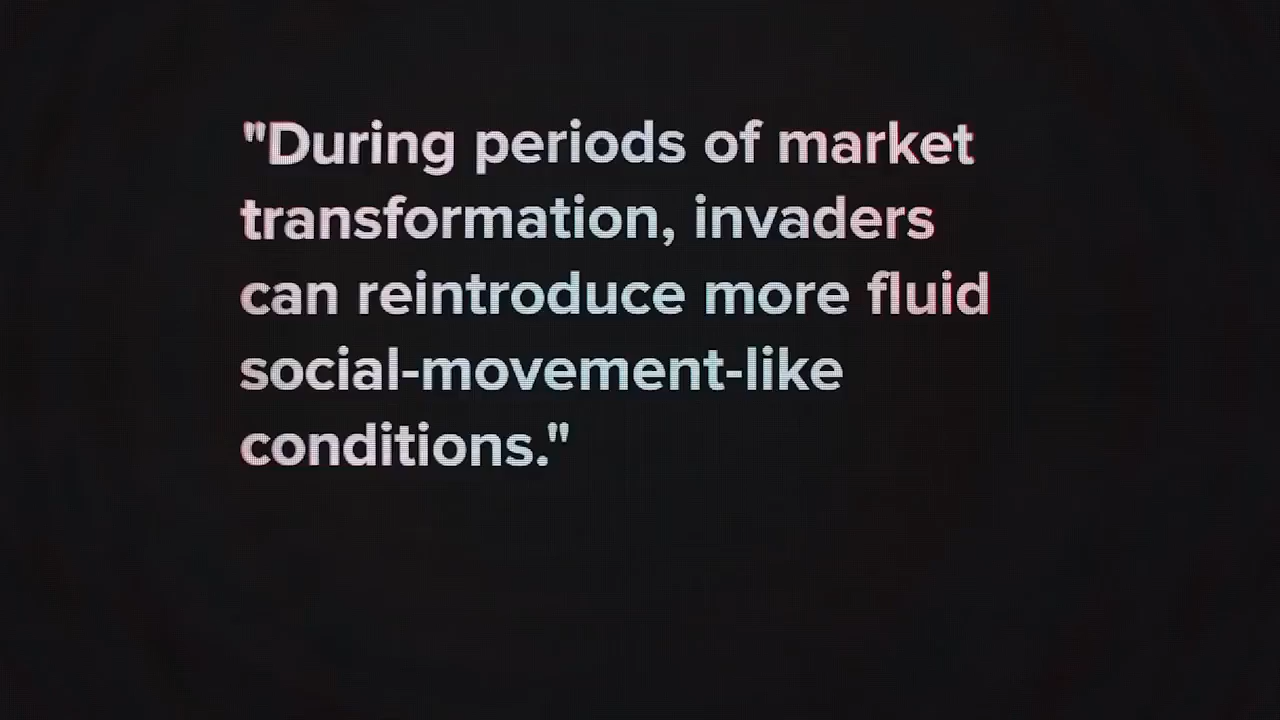 "During periods of market
transformation, invaders
can reintroduce more fluid
social-movement-like
conditions."